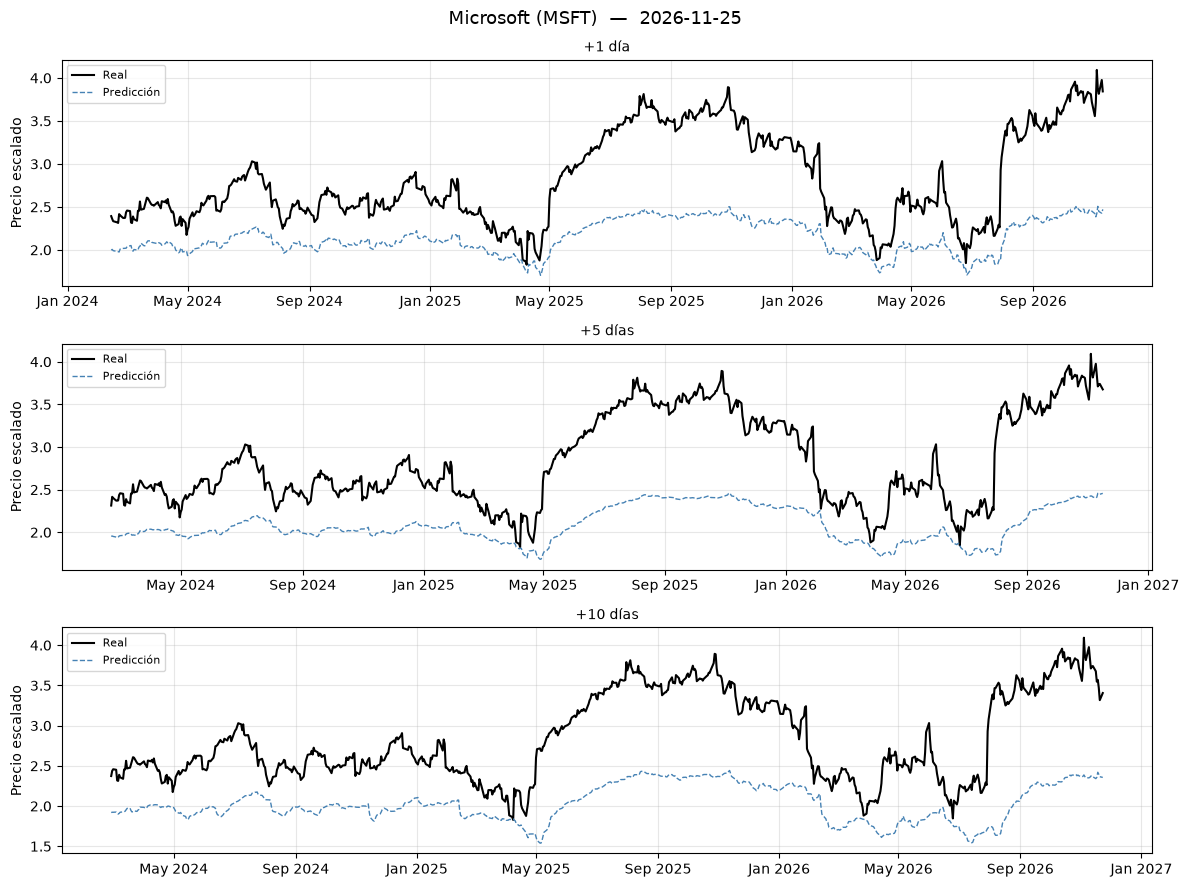 Microsoft (MSFT) — 2026-11-25
+1 día
Precio escalado
4.0
3.5
3.0
2.5
2.0
Real
Predicción
Jan 2024 May 2024 Sep 2024 Jan 2025 May 2025 Sep 2025 Jan 2026 May 2026 Sep 2026
+5 días
Precio escalado
4.0
3.5
3.0
2.5
2.0
Real
Predicción
May 2024 Sep 2024 Jan 2025 May 2025 Sep 2025 Jan 2026 May 2026 Sep 2026 Jan 2027
+10 días
Precio escalado
4.0
3.5
3.0
2.5
2.0
1.5
Real
Predicción
May 2024 Sep 2024 Jan 2025 May 2025 Sep 2025 Jan 2026 May 2026 Sep 2026 Jan 2027